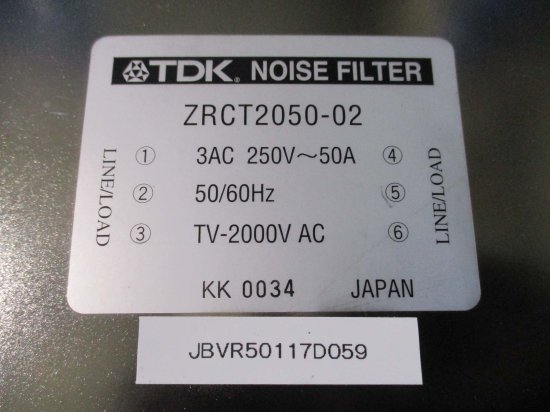 TDK. NOISE FILTER
ZRCT2050-02
LINE/LOAD
① 3AC 250V～50A ④
② 50/60Hz ⑤
③ TV-2000V AC ⑥
LINE/LOAD
KK 0034 JAPAN
JBVR50117D059